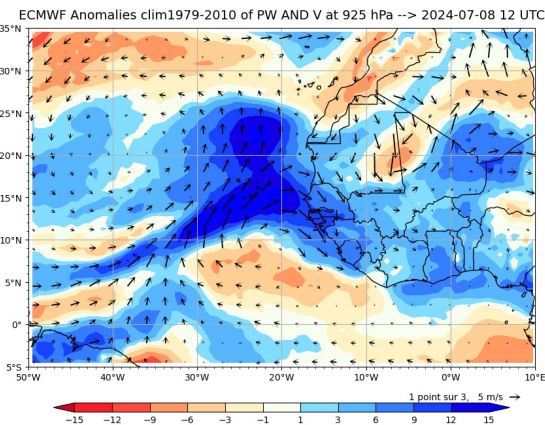 ECMWF Anomalies clim1979-2010 of PW AND V at 925 hPa --> 2024-07-08 12 UTC
35°N
30°N
25°N
20°N
15°N
10°N
5°N
0°
5°S
50°W 40°W 30°W 20°W 10°W 0°W 10°E
1 point sur 3, 5 m/s
−15 −12 −9 −6 −3 −1 1 3 6 9 12 15